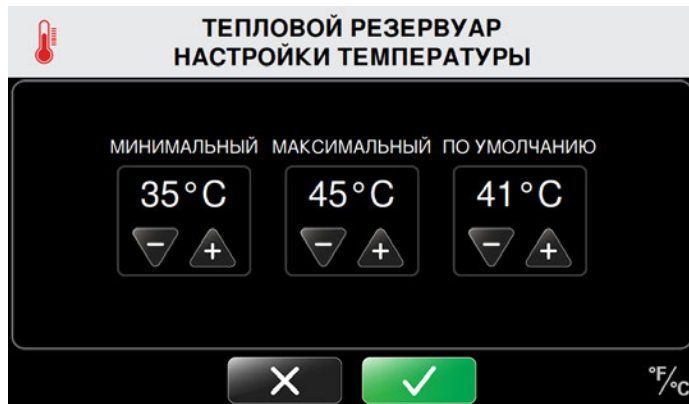 ТЕПЛОВОЙ РЕЗЕРВУАР
НАСТРОЙКИ ТЕМПЕРАТУРЫ
МИНИМАЛЬНЫЙ МАКСИМАЛЬНЫЙ ПО УМОЛЧАНИЮ
35°C 45°C 41°C
− + − + − +
°F/°C